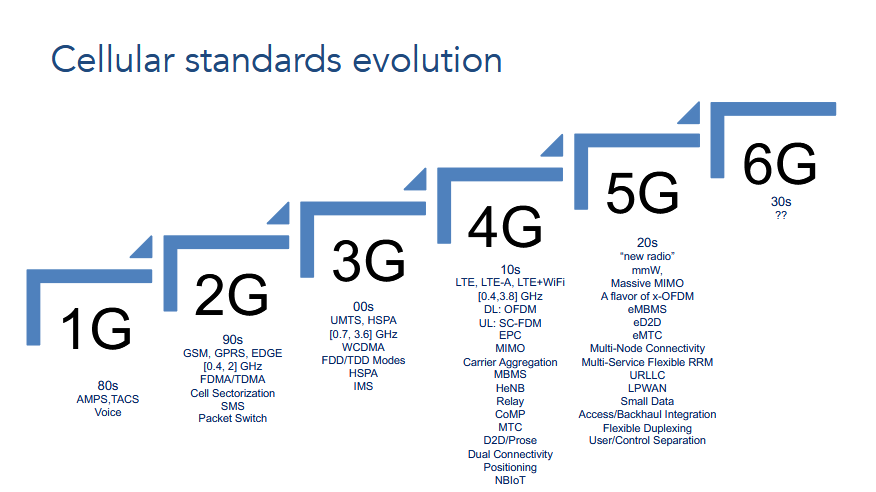 Cellular standards evolution
1G
80s
AMPS,TACS
Voice
2G
90s
GSM, GPRS, EDGE
[0.4, 2] GHz
FDMA/TDMA
Cell Sectorization
SMS
Packet Switch
3G
00s
UMTS, HSPA
[0.7, 3.6] GHz
WCDMA
FDD/TDD Modes
HSPA
IMS
4G
10s
LTE, LTE-A, LTE+WiFi
[0.4,3.8] GHz
DL: OFDM
UL: SC-FDM
EPC
MIMO
Carrier Aggregation
MBMS
HeNB
Relay
CoMP
MTC
D2D/Prose
Dual Connectivity
Positioning
NBIoT
5G
20s
“new radio”
mmW,
Massive MIMO
A flavor of x-OFDM
eMBMS
eD2D
eMTC
Multi-Node Connectivity
Multi-Service Flexible RRM
URLLC
LPWAN
Small Data
Access/Backhaul Integration
Flexible Duplexing
User/Control Separation
6G
30s
??